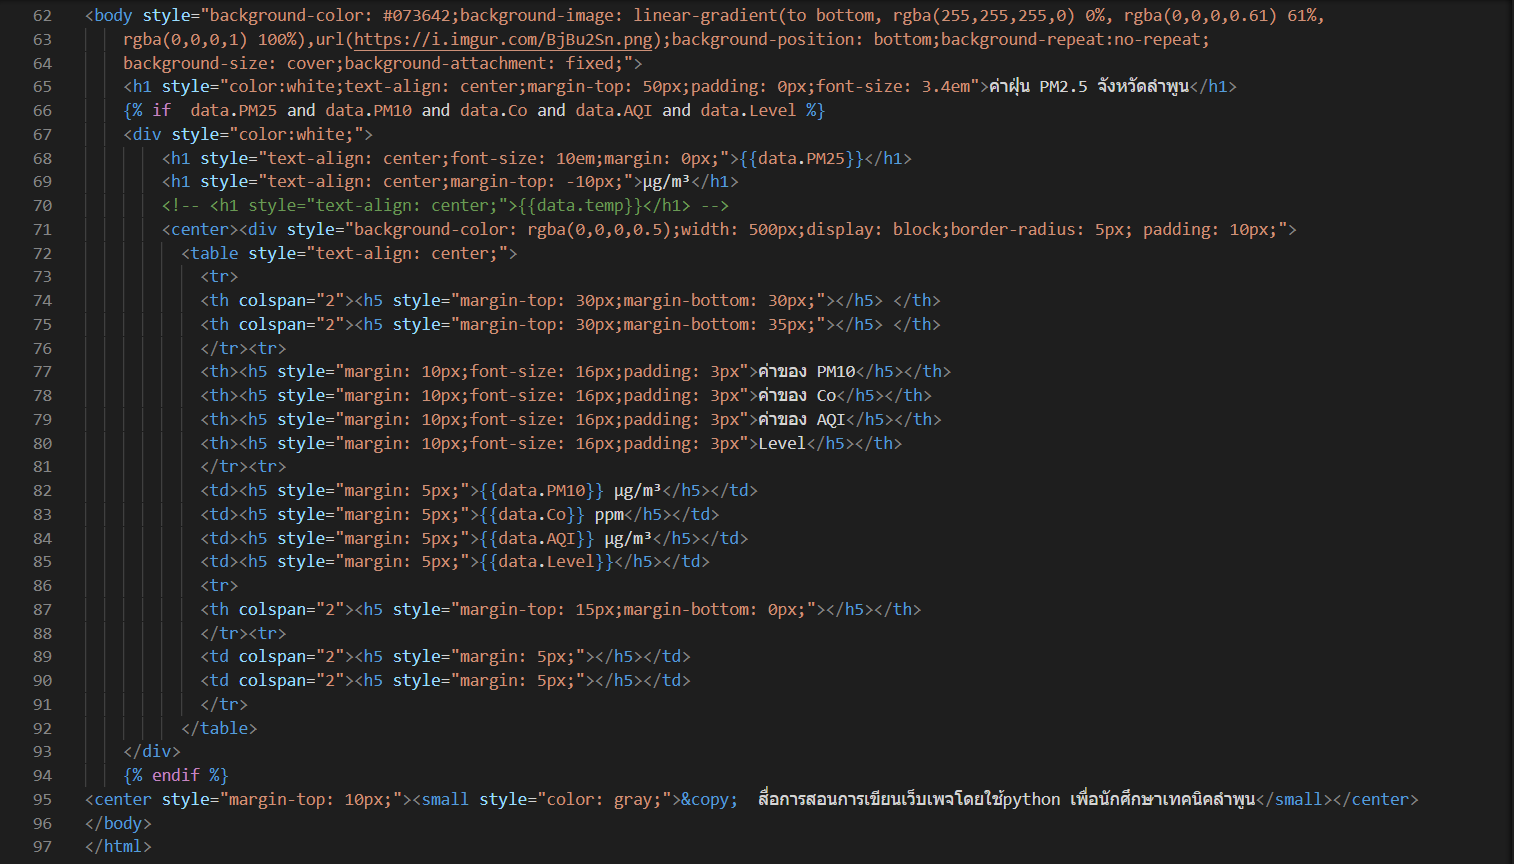 62 <body style="background-color: #073642;background-image: linear-gradient(to bottom, rgba(255,255,255,0) 0%, rgba(0,0,0,0.61) 61%,
63 rgba(0,0,0,1) 100%),url(https://i.imgur.com/BjBu2Sn.png);background-position: bottom;background-repeat:no-repeat;
64 background-size: cover;background-attachment: fixed;">
65 <h1 style="color:white;text-align: center;margin-top: 50px;padding: 0px;font-size: 3.4em">ค่าฝุ่น PM2.5 จังหวัดลำพูน</h1>
66 {% if  data.PM25 and data.PM10 and data.Co and data.AQI and data.Level %}
67 <div style="color:white;">
68 <h1 style="text-align: center;font-size: 10em;margin: 0px;">{{data.PM25}}</h1>
69 <h1 style="text-align: center;margin-top: -10px;">µg/m³</h1>
70 <!-- <h1 style="text-align: center;">{{data.temp}}</h1> -->
71 <center><div style="background-color: rgba(0,0,0,0.5);width: 500px;display: block;border-radius: 5px; padding: 10px;">
72 <table style="text-align: center;">
73 <tr>
74 <th colspan="2"><h5 style="margin-top: 30px;margin-bottom: 30px;"></h5> </th>
75 <th colspan="2"><h5 style="margin-top: 30px;margin-bottom: 35px;"></h5> </th>
76 </tr><tr>
77 <th><h5 style="margin: 10px;font-size: 16px;padding: 3px">ค่าของ PM10</h5></th>
78 <th><h5 style="margin: 10px;font-size: 16px;padding: 3px">ค่าของ Co</h5></th>
79 <th><h5 style="margin: 10px;font-size: 16px;padding: 3px">ค่าของ AQI</h5></th>
80 <th><h5 style="margin: 10px;font-size: 16px;padding: 3px">Level</h5></th>
81 </tr><tr>
82 <td><h5 style="margin: 5px;">{{data.PM10}} µg/m³</h5></td>
83 <td><h5 style="margin: 5px;">{{data.Co}} ppm</h5></td>
84 <td><h5 style="margin: 5px;">{{data.AQI}} µg/m³</h5></td>
85 <td><h5 style="margin: 5px;">{{data.Level}}</h5></td>
86 <tr>
87 <th colspan="2"><h5 style="margin-top: 15px;margin-bottom: 0px;"></h5></th>
88 </tr><tr>
89 <td colspan="2"><h5 style="margin: 5px;"></h5></td>
90 <td colspan="2"><h5 style="margin: 5px;"></h5></td>
91 </tr>
92 </table>
93 </div>
94 {% endif %}
95 <center style="margin-top: 10px;"><small style="color: gray;">&copy;  สื่อการสอนการเขียนเว็บเพจโดยใช้python เพื่อนักศึกษาเทคนิคลำพูน</small></center>
96 </body>
97 </html>